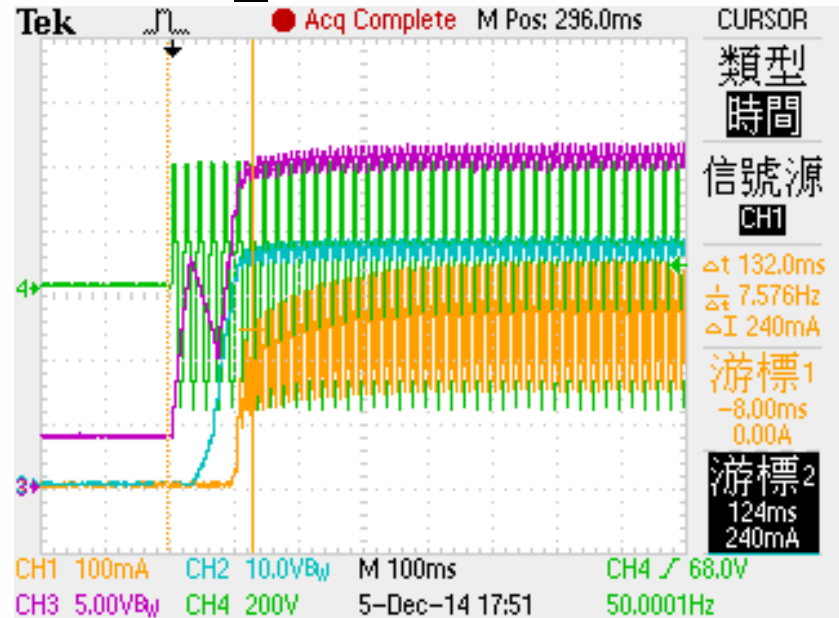 Tek Acq Complete M Pos: 296.0ms CURSOR
類型
時間
信號源
CH1
△t 132.0ms
1/△t 7.576Hz
△I 240mA
游標1
-8.00ms
0.00A
游標2
124ms
240mA
4
3
CH1 100mA CH2 10.0VBW M 100ms CH4 68.0V
CH3 5.00VBW CH4 200V 5-Dec-14 17:51 50.0001Hz